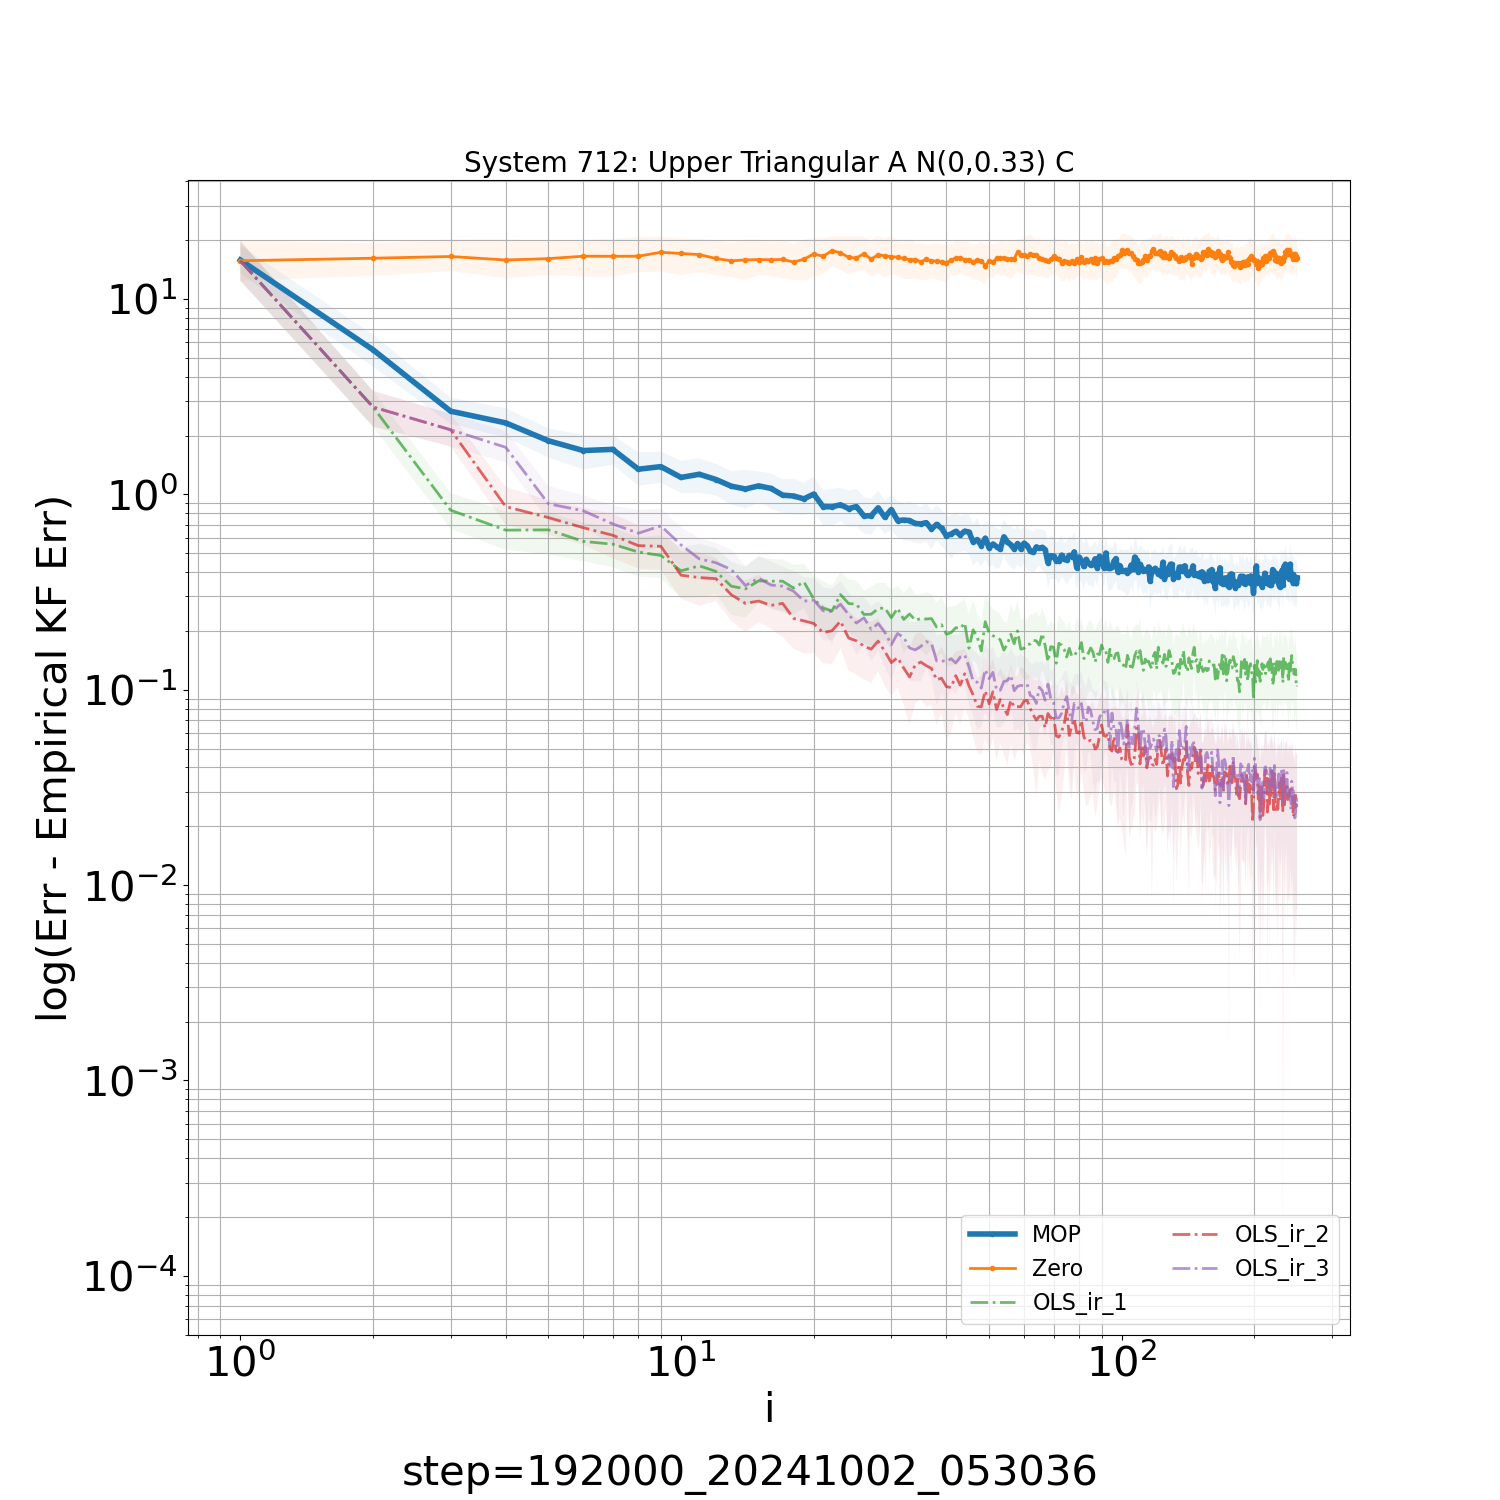 System 712: Upper Triangular A N(0,0.33) C
log(Err - Empirical KF Err)
10^1
10^0
10^-1
10^-2
10^-3
10^-4
MOP
Zero
OLS_ir_1
OLS_ir_2
OLS_ir_3
10^0 10^1 10^2
i
step=192000_20241002_053036